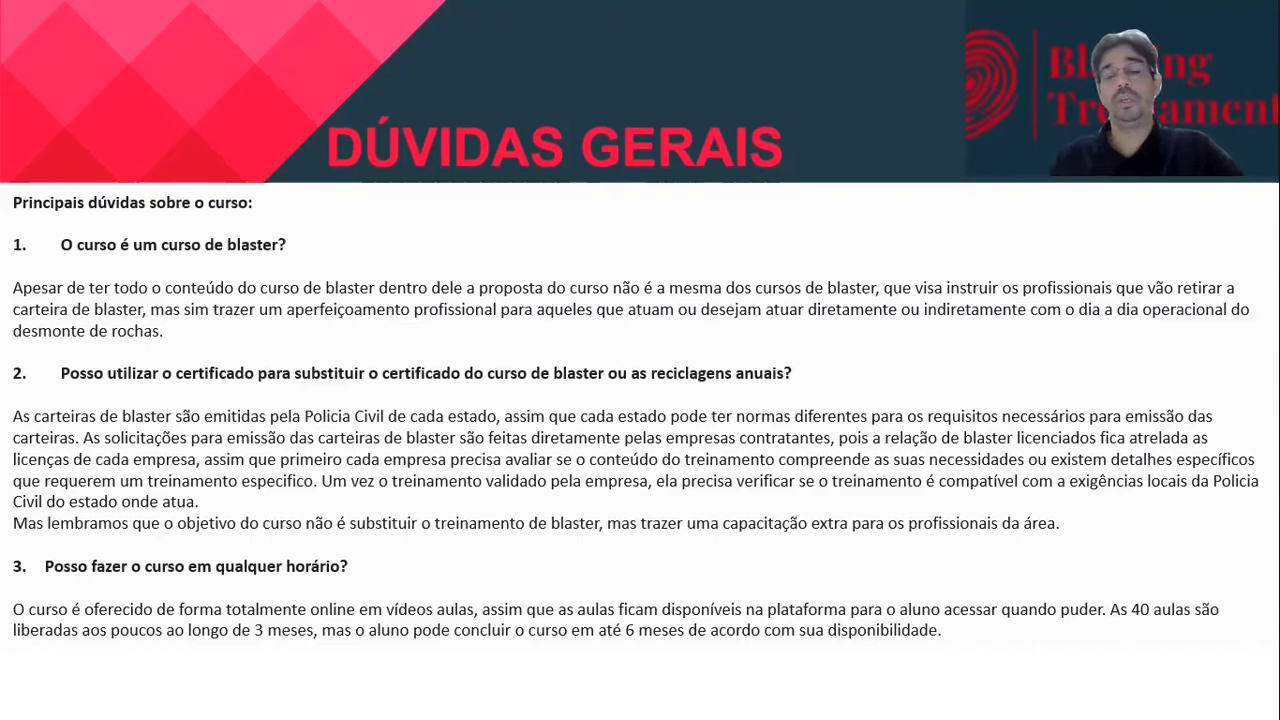 Bl ing
Tre ament
DÚVIDAS GERAIS
Principais dúvidas sobre o curso:
1. O curso é um curso de blaster?
Apesar de ter todo o conteúdo do curso de blaster dentro dele a proposta do curso não é a mesma dos cursos de blaster, que visa instruir os profissionais que vão retirar a
carteira de blaster, mas sim trazer um aperfeiçoamento profissional para aqueles que atuam ou desejam atuar diretamente ou indiretamente com o dia a dia operacional do
desmonte de rochas.
2. Posso utilizar o certificado para substituir o certificado do curso de blaster ou as reciclagens anuais?
As carteiras de blaster são emitidas pela Policia Civil de cada estado, assim que cada estado pode ter normas diferentes para os requisitos necessários para emissão das
carteiras. As solicitações para emissão das carteiras de blaster são feitas diretamente pelas empresas contratantes, pois a relação de blaster licenciados fica atrelada as
licenças de cada empresa, assim que primeiro cada empresa precisa avaliar se o conteúdo do treinamento compreende as suas necessidades ou existem detalhes específicos
que requerem um treinamento especifico. Um vez o treinamento validado pela empresa, ela precisa verificar se o treinamento é compatível com a exigências locais da Policia
Civil do estado onde atua.
Mas lembramos que o objetivo do curso não é substituir o treinamento de blaster, mas trazer uma capacitação extra para os profissionais da área.
3. Posso fazer o curso em qualquer horário?
O curso é oferecido de forma totalmente online em vídeos aulas, assim que as aulas ficam disponíveis na plataforma para o aluno acessar quando puder. As 40 aulas são
liberadas aos poucos ao longo de 3 meses, mas o aluno pode concluir o curso em até 6 meses de acordo com sua disponibilidade.